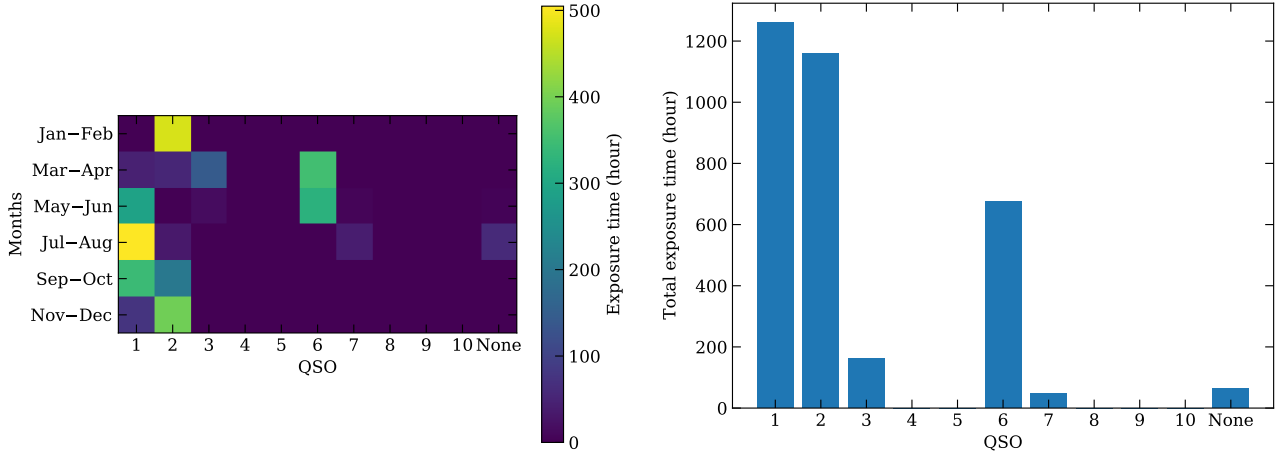 Months
Jan−Feb
Mar−Apr
May−Jun
Jul−Aug
Sep−Oct
Nov−Dec
1 2 3 4 5 6 7 8 9 10 None
QSO
500
400
300
200
100
0
Exposure time (hour)
Total exposure time (hour)
1200
1000
800
600
400
200
0
1 2 3 4 5 6 7 8 9 10 None
QSO